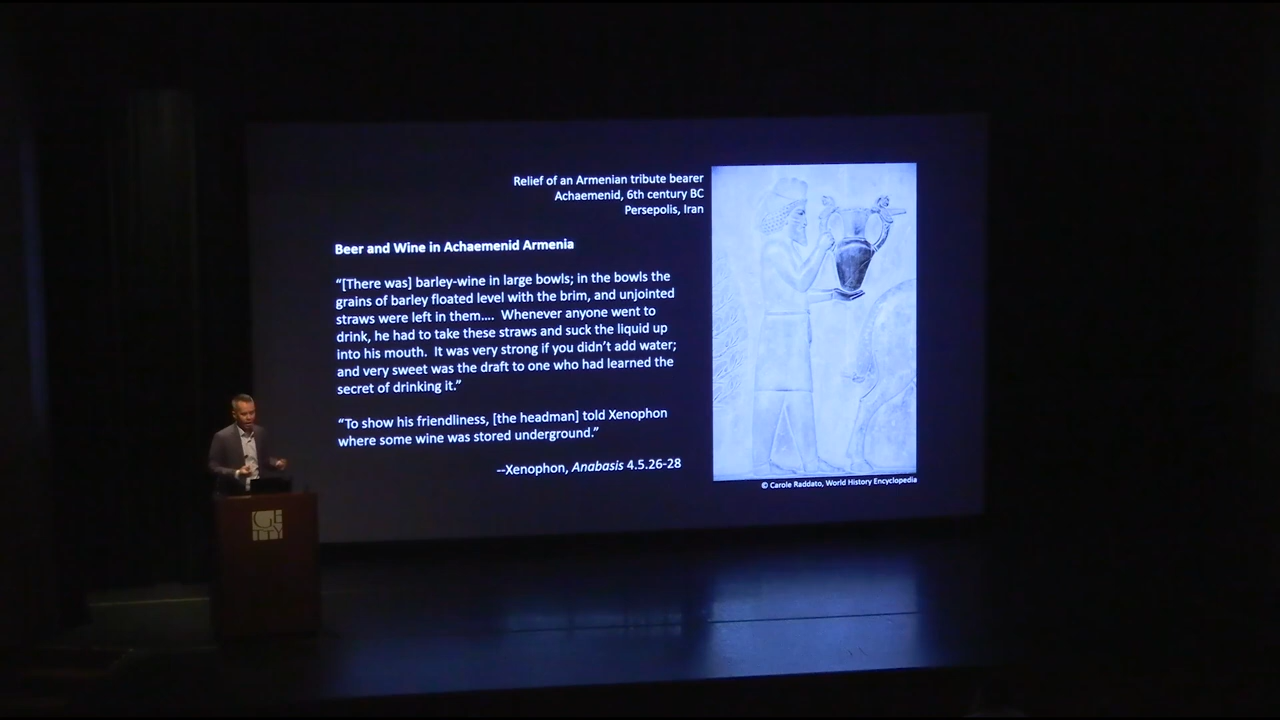 Relief of an Armenian tribute bearer
Achaemenid, 6th century BC
Persepolis, Iran
Beer and Wine in Achaemenid Armenia
“[There was] barley-wine in large bowls; in the bowls the
grains of barley floated level with the brim, and unjointed
straws were left in them.... Whenever anyone went to
drink, he had to take these straws and suck the liquid up
into his mouth. It was very strong if you didn’t add water;
and very sweet was the draft to one who had learned the
secret of drinking it.”
“To show his friendliness, [the headman] told Xenophon
where some wine was stored underground.”
--Xenophon, Anabasis 4.5.26-28
© Carole Raddato, World History Encyclopedia
GE
TTY